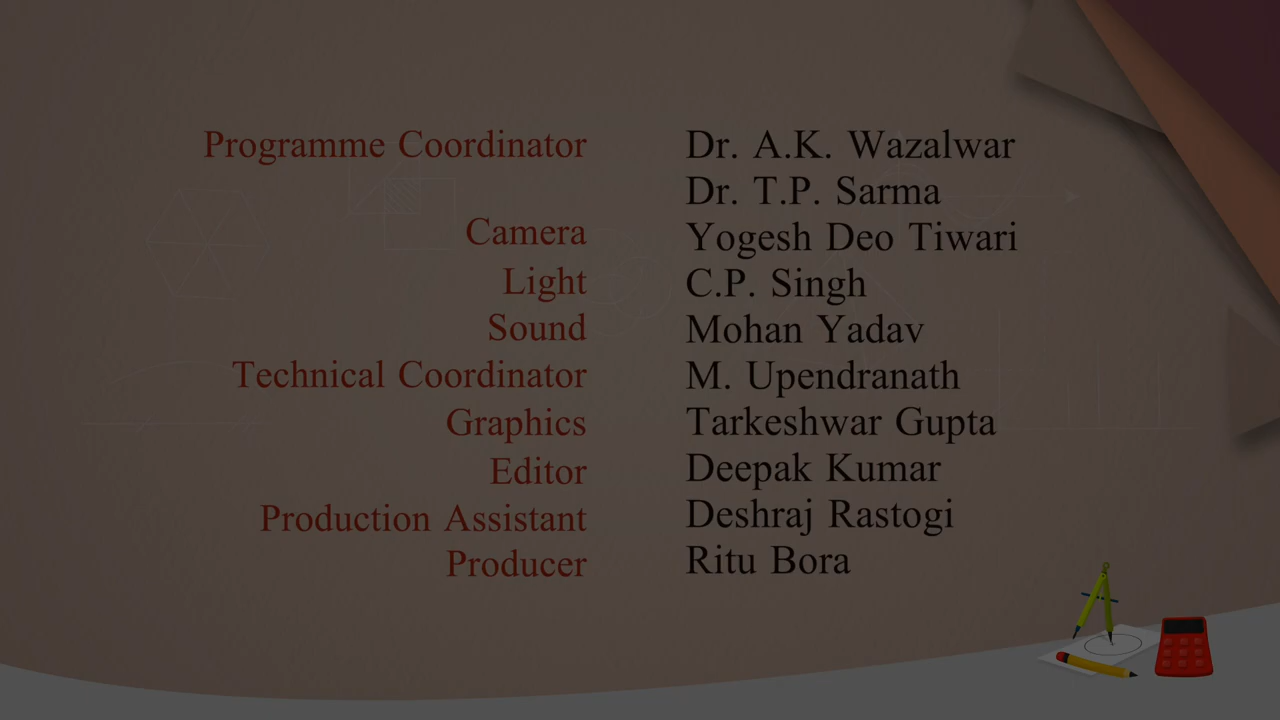 Programme Coordinator Dr. A.K. Wazalwar
Dr. T.P. Sarma
Camera Yogesh Deo Tiwari
Light C.P. Singh
Sound Mohan Yadav
Technical Coordinator M. Upendranath
Graphics Tarkeshwar Gupta
Editor Deepak Kumar
Production Assistant Deshraj Rastogi
Producer Ritu Bora